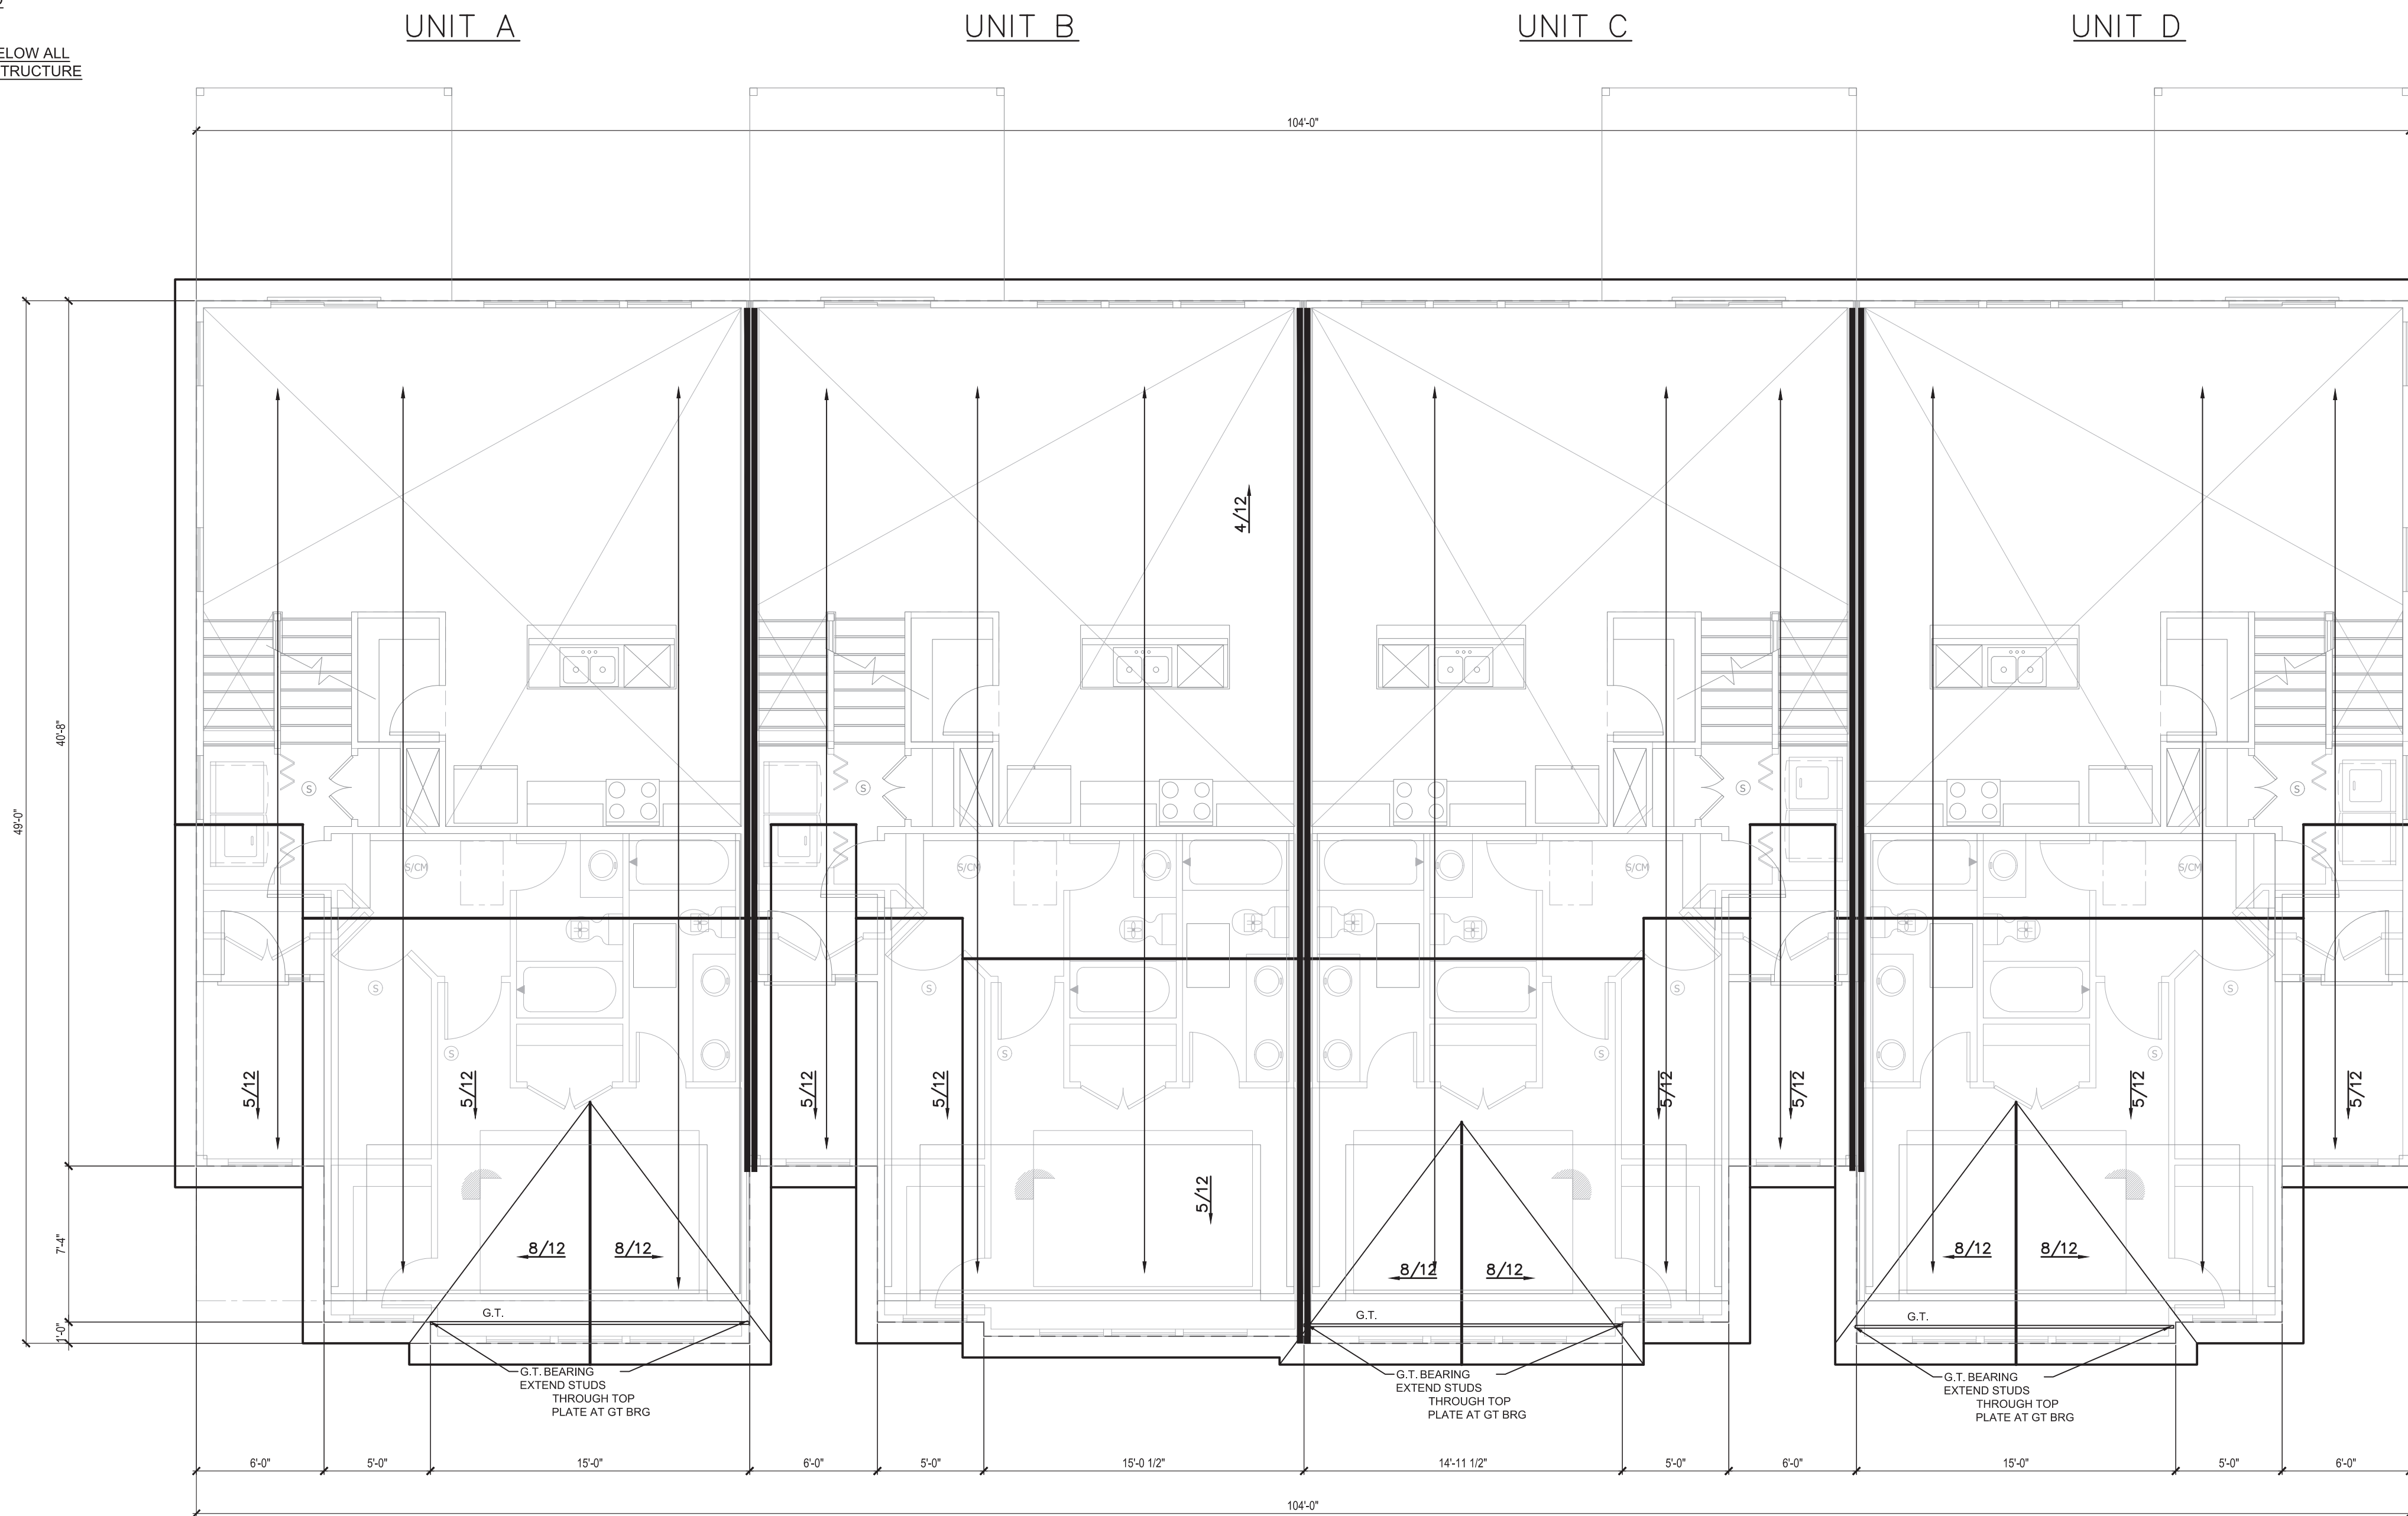 UNIT A
UNIT B
UNIT C
UNIT D
ELOW ALL
TRUCTURE
104'-0"
4/12
40'-8"
49'-0"
S
S
S
S
S/CM
S/CM
S/CM
S/CM
S
S
S
S
S
S
S
S
5/12
5/12
5/12
5/12
5/12
5/12
5/12
5/12
5/12
7'-4"
8/12
8/12
8/12
8/12
8/12
8/12
G.T.
G.T.
G.T.
1'-0"
G.T. BEARING
EXTEND STUDS
THROUGH TOP
PLATE AT GT BRG
G.T. BEARING
EXTEND STUDS
THROUGH TOP
PLATE AT GT BRG
G.T. BEARING
EXTEND STUDS
THROUGH TOP
PLATE AT GT BRG
6'-0"
5'-0"
15'-0"
6'-0"
5'-0"
15'-0 1/2"
14'-11 1/2"
5'-0"
6'-0"
15'-0"
5'-0"
6'-0"
104'-0"